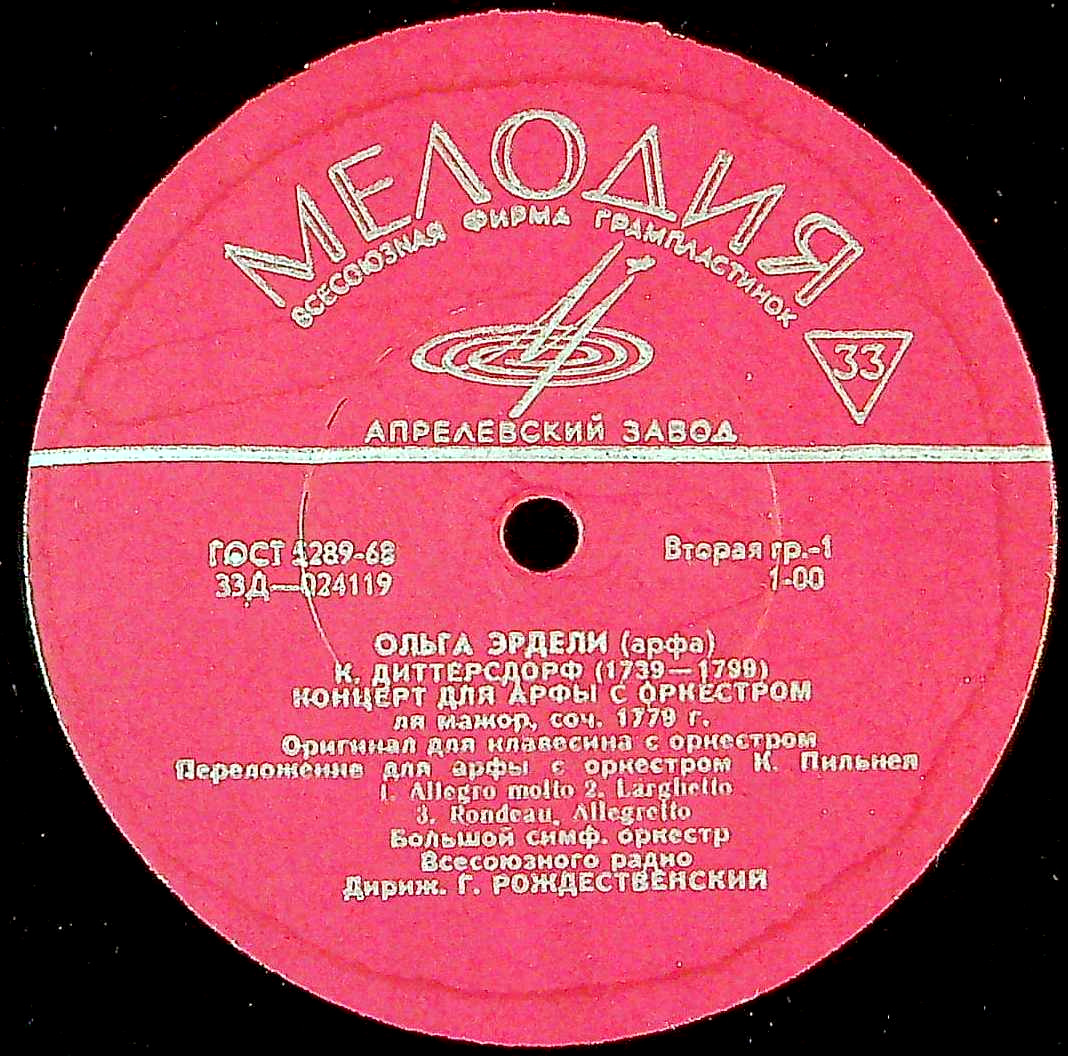 МЕЛОДИЯ
ВСЕСОЮЗНАЯ ФИРМА ГРАМПЛАСТИНОК
33
АПРЕЛЕВСКИЙ ЗАВОД
ГОСТ 5289-68
Вторая гр.-1
33Д—024119
1-00
ОЛЬГА ЭРДЕЛИ (арфа)
К. ДИТТЕРСДОРФ (1739—1799)
КОНЦЕРТ ДЛЯ АРФЫ С ОРКЕСТРОМ
ля мажор, соч. 1779 г.
Оригинал для клавесина с оркестром
Переложение для арфы с оркестром К. Пильнея
1. Allegro molto 2. Larghetto
3. Rondeau, Allegretto
Большой симф. оркестр
Всесоюзного радио
Дириж. Г. РОЖДЕСТВЕНСКИЙ